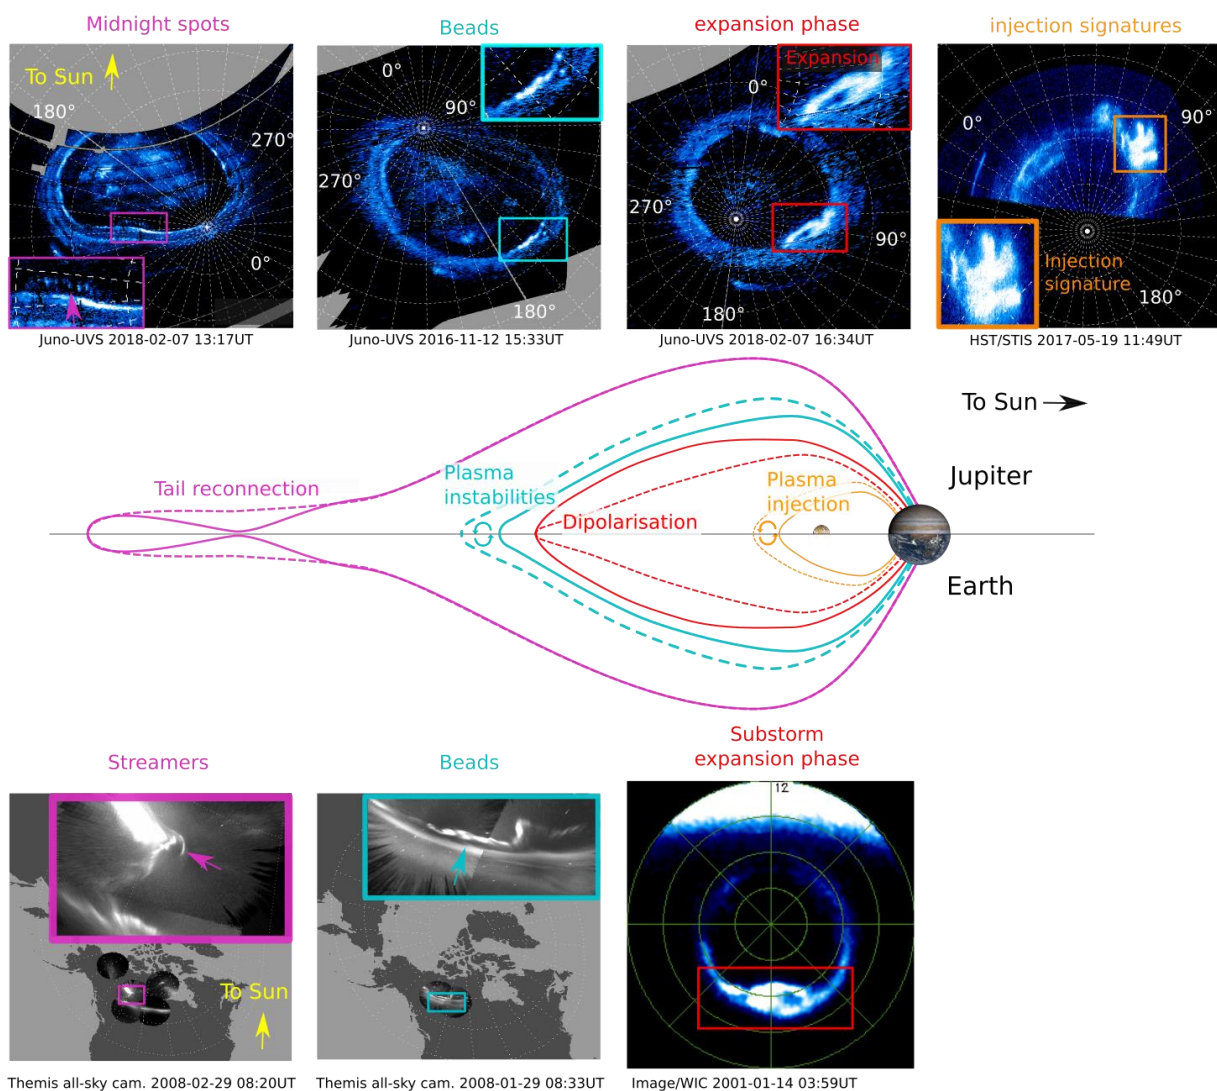 Midnight spots
Beads
expansion phase
injection signatures
To Sun
180°
270°
0°
0°
90°
270°
180°
Expansion
0°
270°
90°
180°
0°
90°
Injection
signature
180°
Juno-UVS 2018-02-07 13:17UT
Juno-UVS 2016-11-12 15:33UT
Juno-UVS 2018-02-07 16:34UT
HST/STIS 2017-05-19 11:49UT
To Sun
Jupiter
Tail reconnection
Plasma
instabilities
Dipolarisation
Plasma
injection
Earth
Streamers
Beads
Substorm
expansion phase
To Sun
12
Themis all-sky cam. 2008-02-29 08:20UT
Themis all-sky cam. 2008-01-29 08:33UT
Image/WIC 2001-01-14 03:59UT